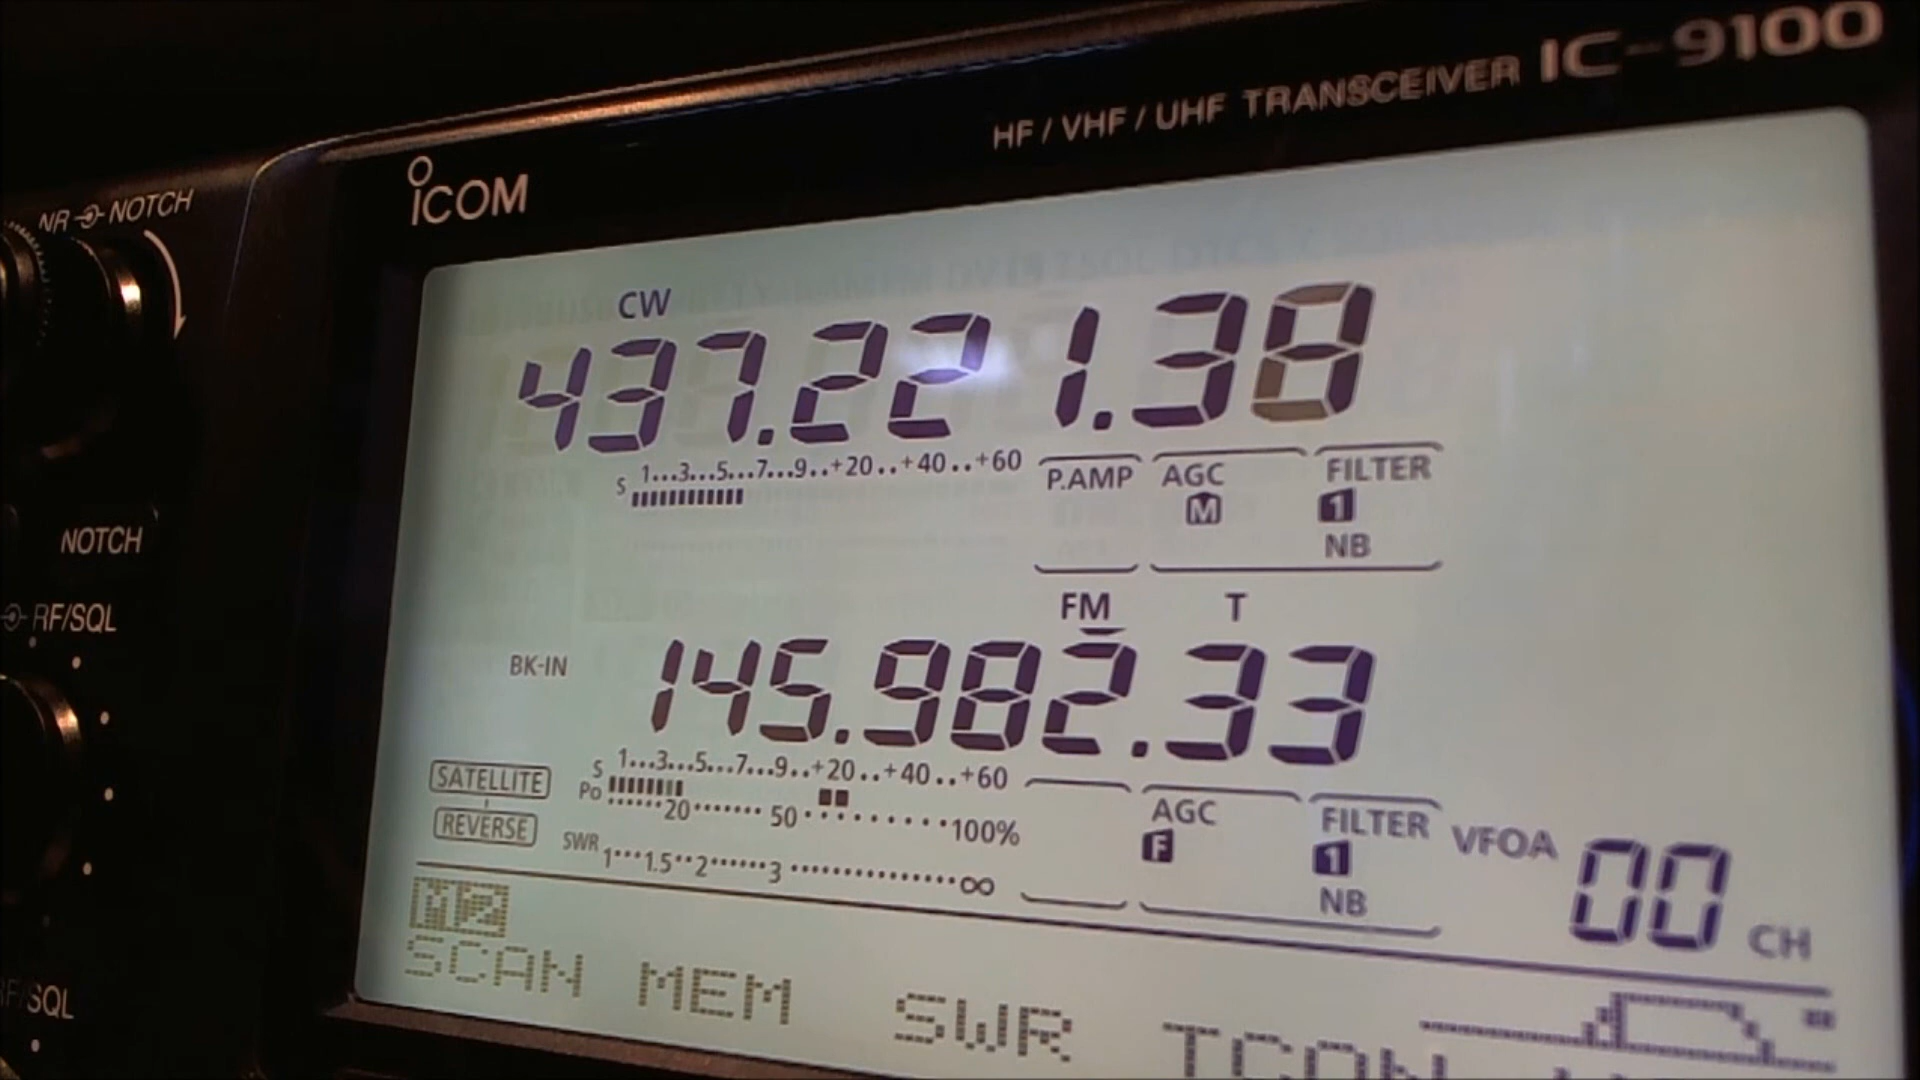 IC-9100
HF / VHF / UHF TRANSCEIVER
ICOM
NR NOTCH
CW
437.221.38
S 1...3...5...7...9..+20..+40..+60
P.AMP AGC FILTER
M 1
NB
NOTCH
RF/SQL
FM T
BK-IN 145.982.33
S 1...3...5...7...9..+20..+40..+60
Po 20 50 100%
SWR 1 1.5 2 3 ∞
SATELLITE
REVERSE
AGC FILTER VFOA 00 CH
F 1
NB
M2
SCAN MEM SWR TCON
RF/SQL